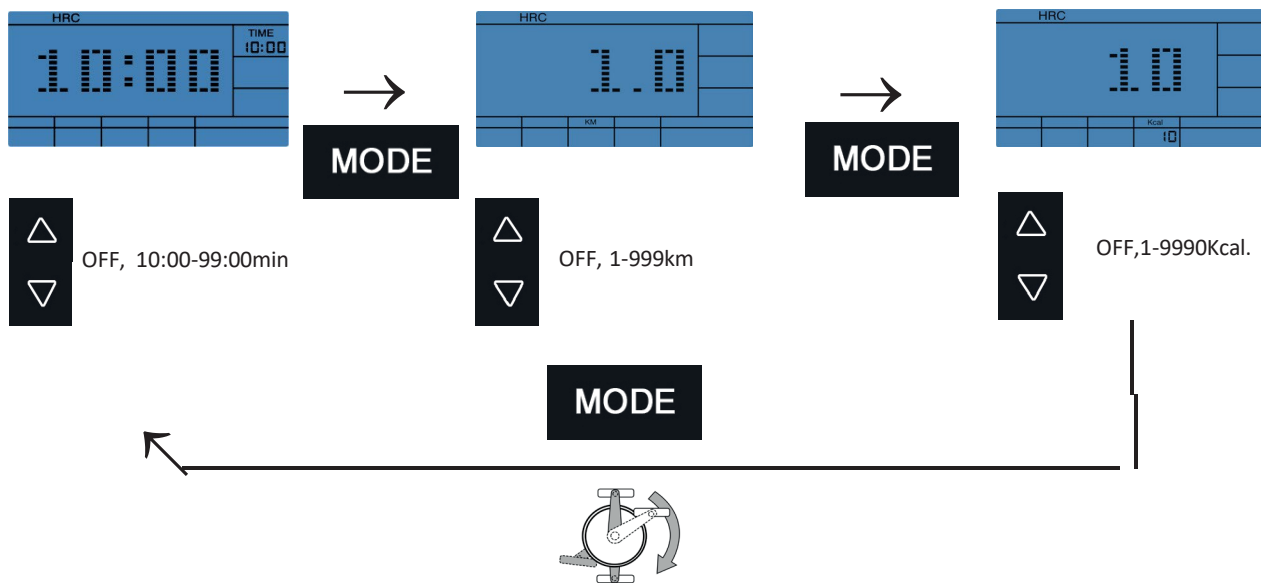 HRC
TIME
10:00
10:00
MODE
OFF, 10:00-99:00min
HRC
1.0
KM
MODE
OFF, 1-999km
HRC
10
Kcal
10
OFF,1-9990Kcal.
MODE